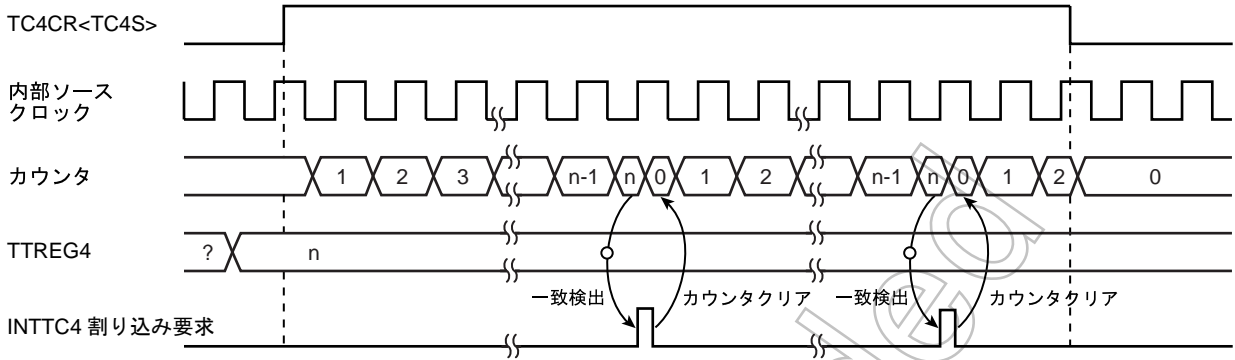 TC4CR<TC4S>
内部ソース
クロック
カウンタ
1 2 3 n-1 n 0 1 2 n-1 n 0 1 2 0
TTREG4
? n
一致検出 カウンタクリア 一致検出 カウンタクリア
INTTC4 割り込み要求